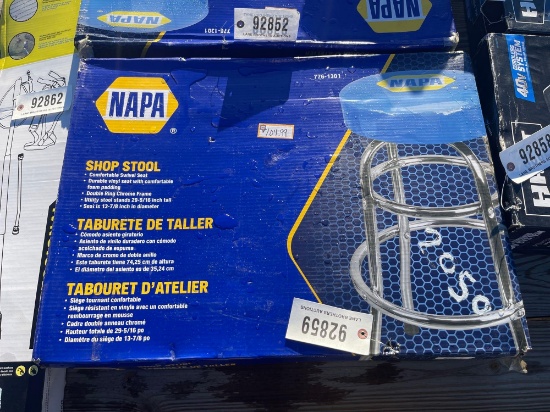 NAPA
92852
776-1301
92862
NAPA
®
776-1301
NAPA
$104.99
SHOP STOOL
• Comfortable Swivel Seat
• Durable vinyl seat with comfortable
foam padding
• Double Ring Chrome Frame
• Utility stool stands 29-5/16 inch tall
• Seat is 13-7/8 inch in diameter
TABURETE DE TALLER
• Cómodo asiento giratorio
• Asiento de vinilo duradero con cómodo
acolchado de espuma
• Marco de cromo de doble anillo
• Este taburete tiene 74,25 cm de altura
• El diámetro del asiento es de 35,24 cm
TABOURET D'ATELIER
• Siège tournant confortable
• Siège résistant en vinyle avec un confortable
rembourrage en mousse
• Cadre double anneau chromé
• Hauteur totale de 29-5/16 po
• Diamètre du siège de 13-7/8 po
92859
92858
SYSTEM
HA